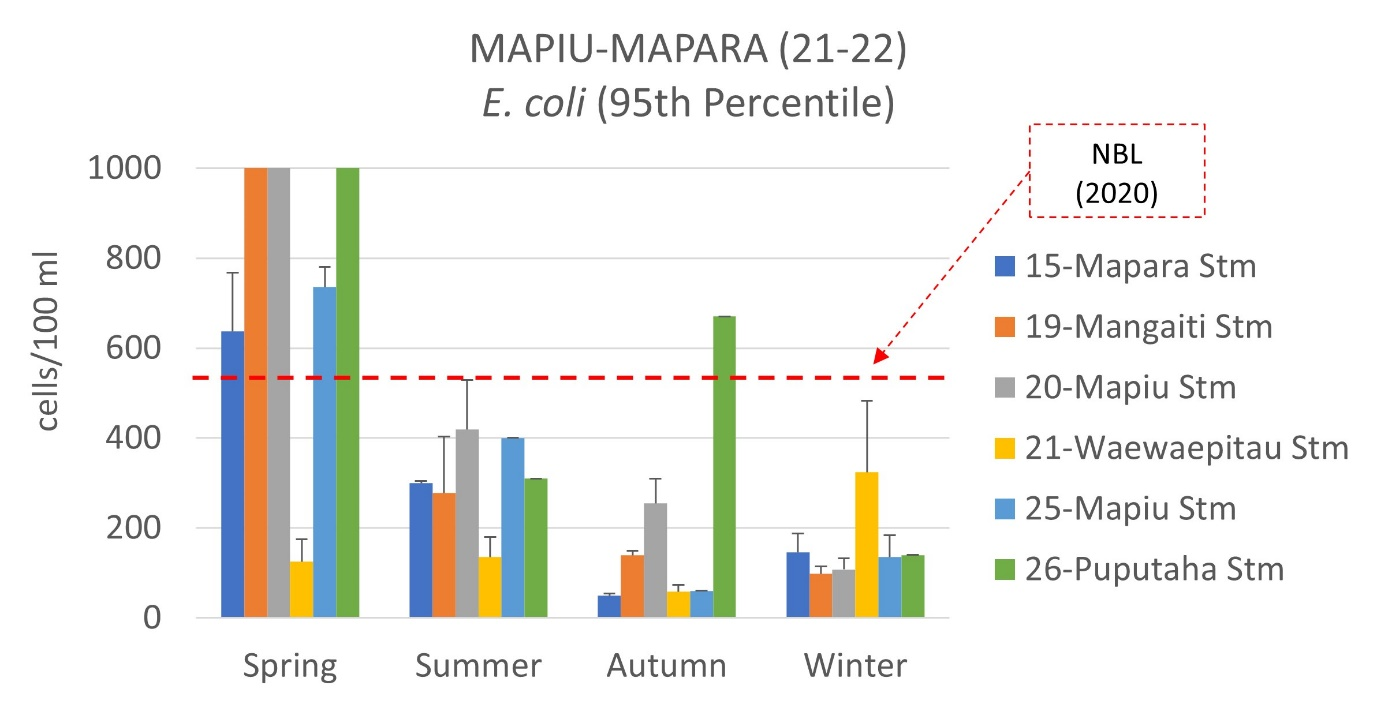 MAPIU-MAPARA (21-22)
E. coli (95th Percentile)
NBL
(2020)
1000
800
600
400
200
0
cells/100 ml
Spring
Summer
Autumn
Winter
15-Mapara Stm
19-Mangaiti Stm
20-Mapiu Stm
21-Waewaepitau Stm
25-Mapiu Stm
26-Puputaha Stm